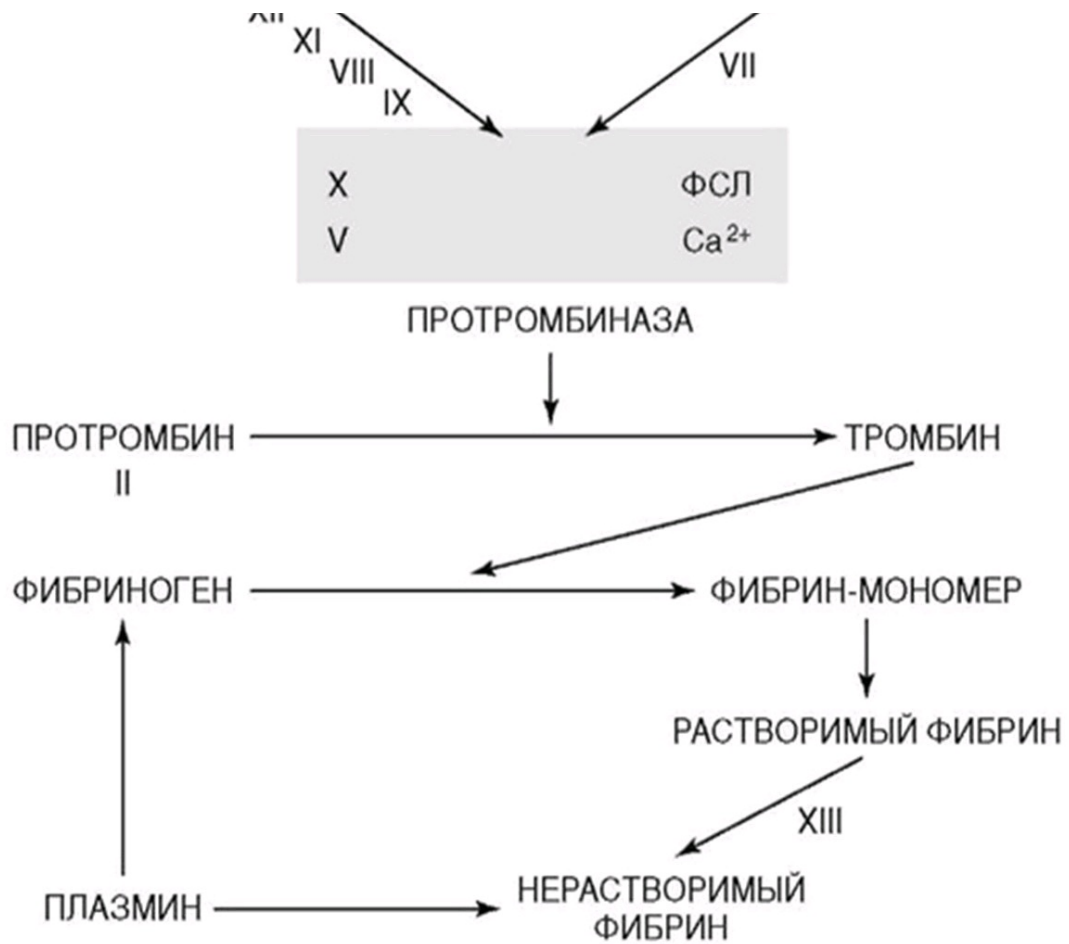 XI
VIII
VII
IX
X ФСЛ
V Ca²⁺
ПРОТРОМБИНАЗА
ПРОТРОМБИН ТРОМБИН
II
ФИБРИНОГЕН ФИБРИН-МОНОМЕР
РАСТВОРИМЫЙ ФИБРИН
XIII
ПЛАЗМИН
НЕРАСТВОРИМЫЙ
ФИБРИН